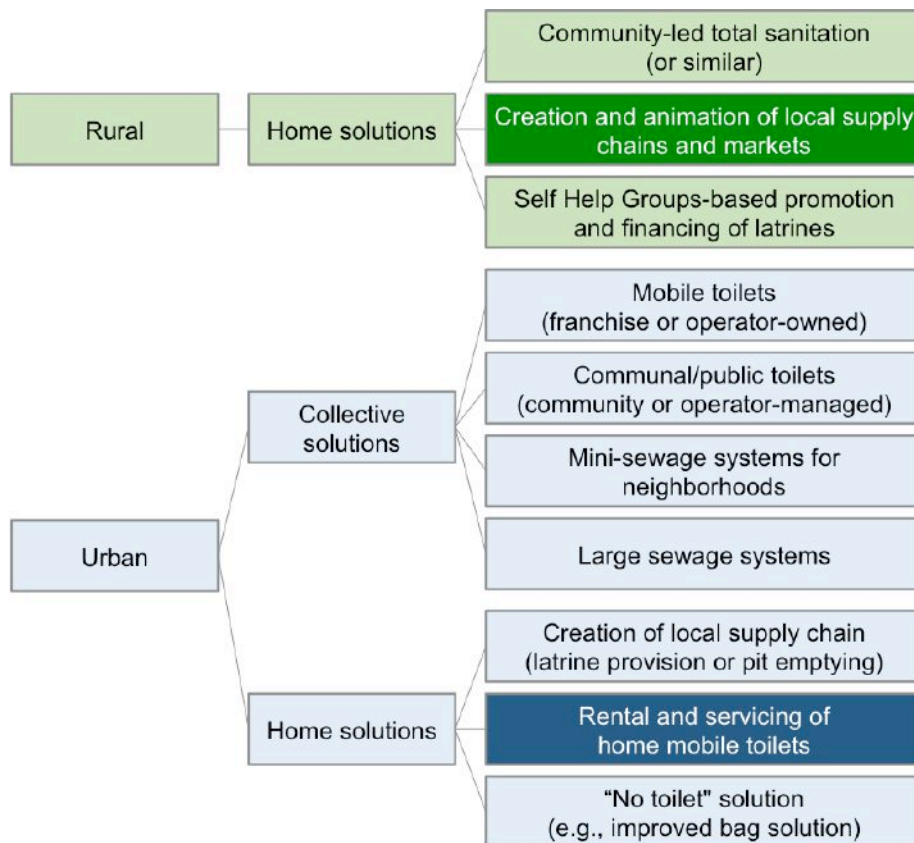 Community-led total sanitation
(or similar)
Rural
Home solutions
Creation and animation of local supply
chains and markets
Self Help Groups-based promotion
and financing of latrines
Mobile toilets
(franchise or operator-owned)
Communal/public toilets
(community or operator-managed)
Collective
solutions
Mini-sewage systems for
neighborhoods
Urban
Large sewage systems
Creation of local supply chain
(latrine provision or pit emptying)
Home solutions
Rental and servicing of
home mobile toilets
“No toilet" solution
(e.g., improved bag solution)